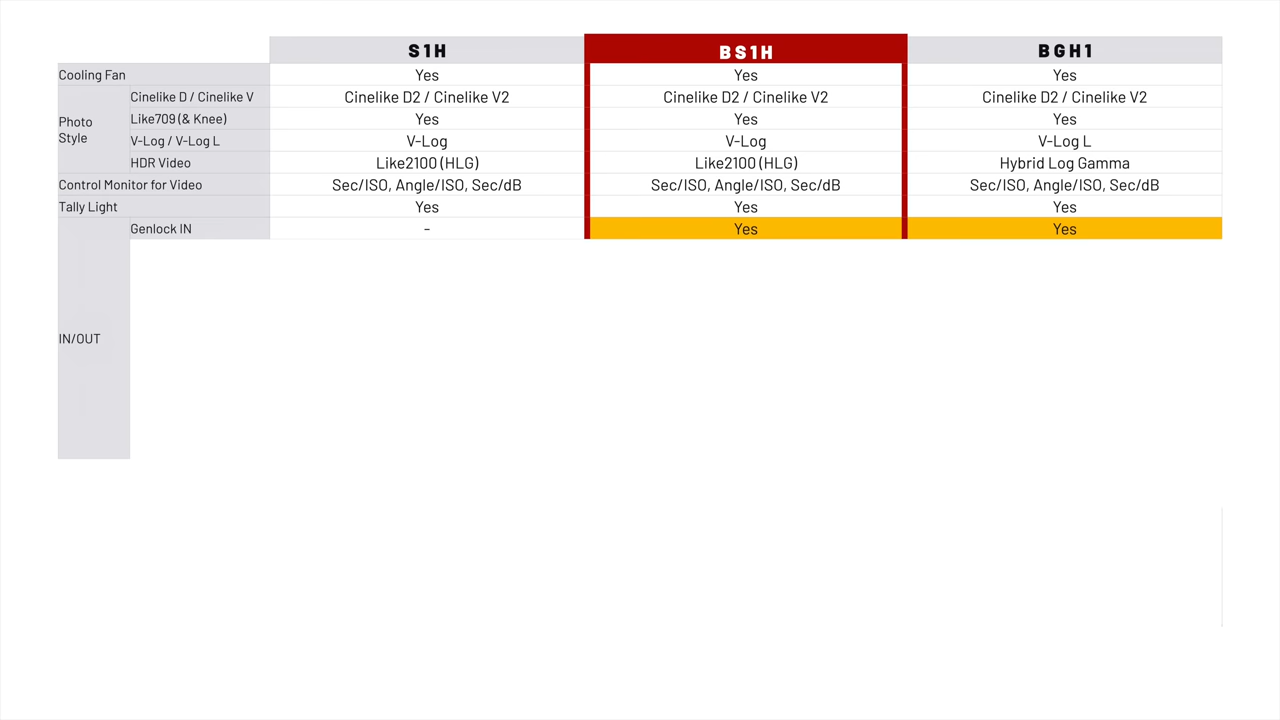 S1H BS1H BGH1
Cooling Fan Yes Yes Yes
Photo Style
Cinelike D / Cinelike V Cinelike D2 / Cinelike V2 Cinelike D2 / Cinelike V2 Cinelike D2 / Cinelike V2
Like709 (& Knee) Yes Yes Yes
V-Log / V-Log L V-Log V-Log V-Log L
HDR Video Like2100 (HLG) Like2100 (HLG) Hybrid Log Gamma
Control Monitor for Video Sec/ISO, Angle/ISO, Sec/dB Sec/ISO, Angle/ISO, Sec/dB Sec/ISO, Angle/ISO, Sec/dB
Tally Light Yes Yes Yes
Genlock IN - Yes Yes
IN/OUT